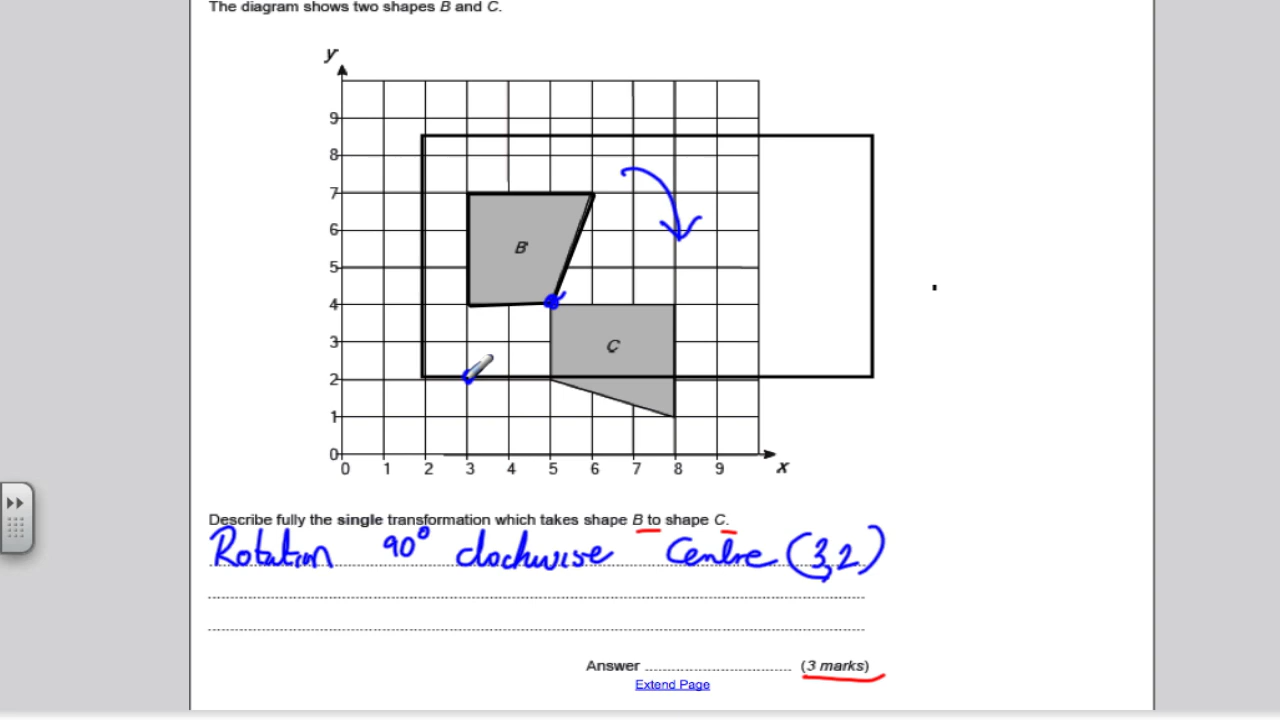 The diagram shows two shapes B and C.
y
9
8
7
6
5
4
3
2
1
0
B
C
0 1 2 3 4 5 6 7 8 9 x
Describe fully the single transformation which takes shape B to shape C.
Rotation 90° clockwise Centre (3,2)
Answer (3 marks)
Extend Page